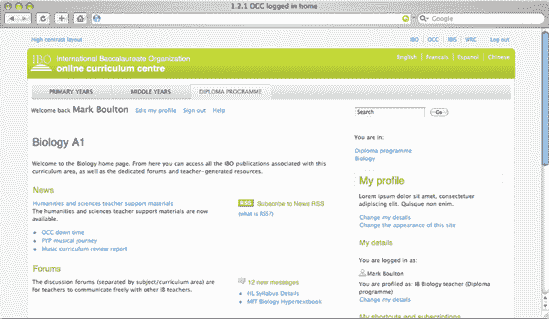 1.2.1 OCC logged in home
Google
High contrast layout
IBO | OCC | IBIS | WRC Log out
IBO International Baccalaureate Organization
online curriculum centre
English | Français | Español | Chinese
PRIMARY YEARS MIDDLE YEARS DIPLOMA PROGRAMME
Welcome back Mark Boulton Edit my profile Sign out Help
Search Go
Biology A1
You are in:
Diploma programme
Biology
Welcome to the Biology home page. From here you can access all the IBO publications associated with this
curriculum area, as well as the dedicated forums and teacher-generated resources.
News
Humanities and sciences teacher support materials
The humanities and sciences teacher support materials are now
available.
OCC down time
PYP musical journey
Music curriculum review report
RSS Subscribe to News RSS
(what is RSS?)
Forums
The discussion forums (separated by subject/curriculum area) are
for teachers to communicate freely with other IB teachers.
12 new messages
HL Syllabus Details
MIT Biology Hypertextbook
My profile
Lorem ipsum dolor sit amet, consectetuer
adipiscing elit. Quisque non enim.
Change my details
Change the appearance of this site
My details
You are logged in as:
Mark Boulton
You are profiled as: IB Biology teacher (Diploma
programme)
Change my details
My shortcuts and subscriptions